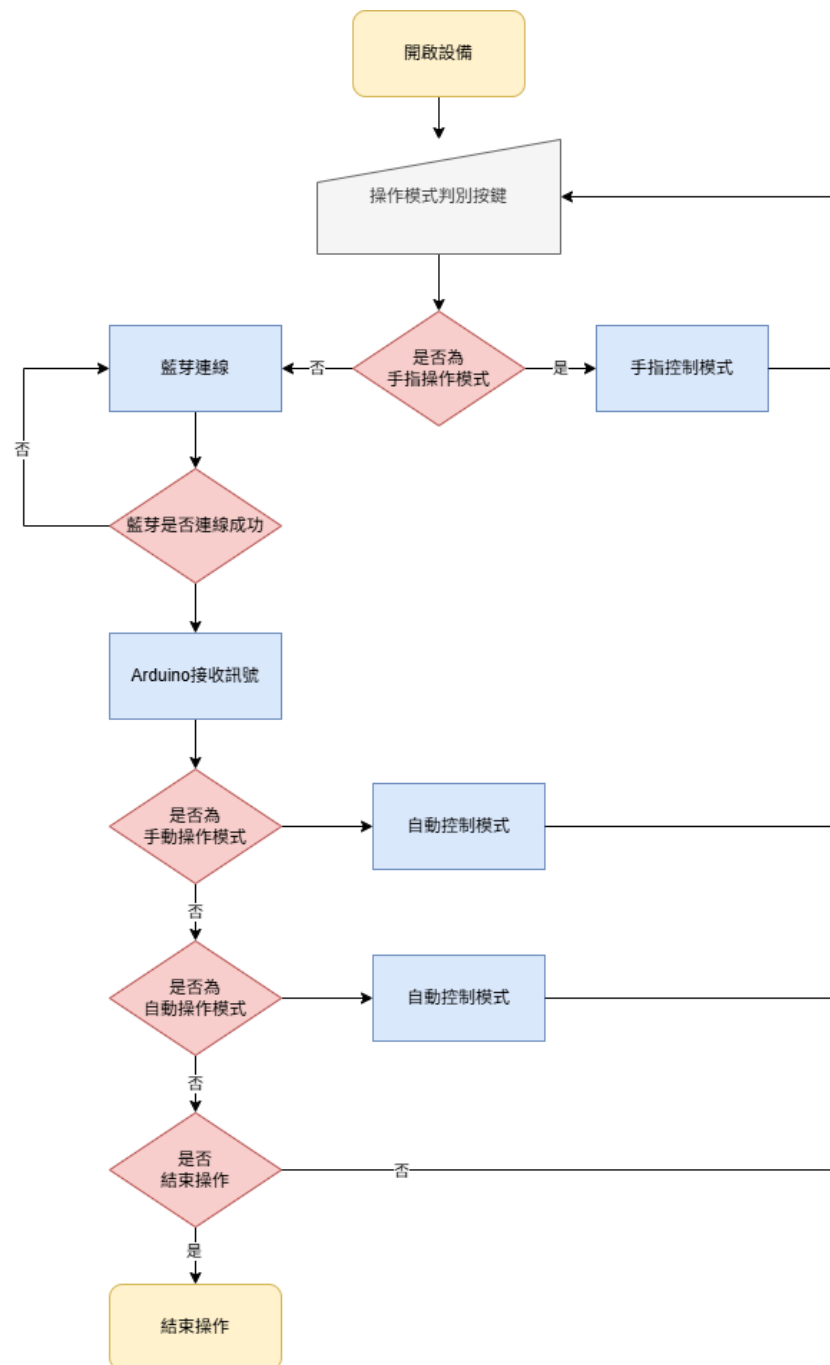 開啟設備
操作模式判別按鍵
是否為
手指操作模式
否
是
藍芽連線
手指控制模式
否
藍芽是否連線成功
Arduino接收訊號
是否為
手動操作模式
自動控制模式
否
是否為
自動操作模式
自動控制模式
否
是否
結束操作
否
是
結束操作